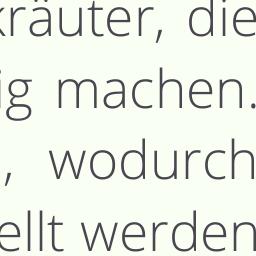 kräuter, die
ig machen.
, wodurch
ellt werden